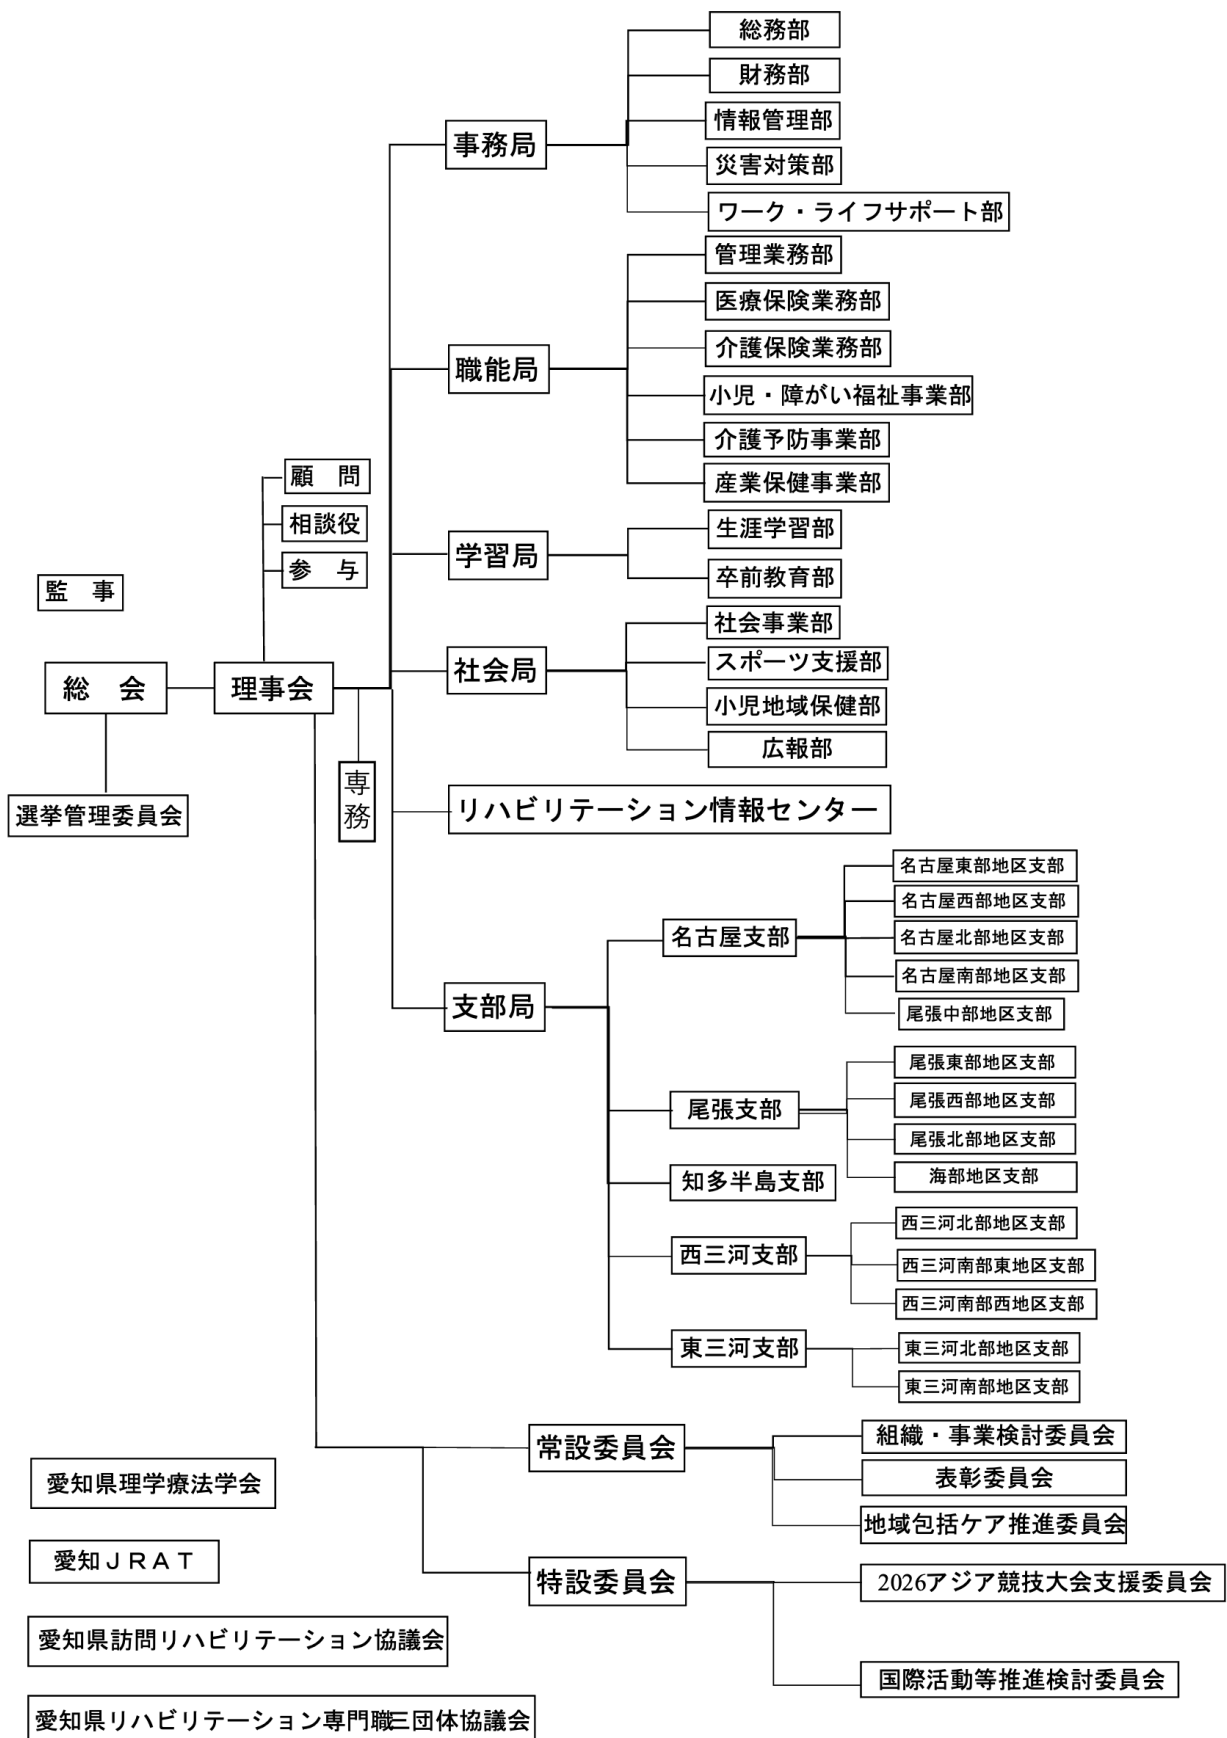 総務部
財務部
情報管理部
事務局
災害対策部
ワーク・ライフサポート部
管理業務部
医療保険業務部
介護保険業務部
職能局
小児・障がい福祉事業部
介護予防事業部
産業保健事業部
顧　問
相談役
参　与
監　事
生涯学習部
学習局
卒前教育部
社会事業部
スポーツ支援部
社会局
小児地域保健部
広報部
総　会
理事会
専務
選挙管理委員会
リハビリテーション情報センター
名古屋東部地区支部
名古屋西部地区支部
名古屋支部
名古屋北部地区支部
名古屋南部地区支部
尾張中部地区支部
支部局
尾張東部地区支部
尾張西部地区支部
尾張支部
尾張北部地区支部
海部地区支部
知多半島支部
西三河北部地区支部
西三河支部
西三河南部東地区支部
西三河南部西地区支部
東三河支部
東三河北部地区支部
東三河南部地区支部
常設委員会
組織・事業検討委員会
表彰委員会
地域包括ケア推進委員会
特設委員会
2026アジア競技大会支援委員会
国際活動等推進検討委員会
愛知県理学療法学会
愛知ＪＲＡＴ
愛知県訪問リハビリテーション協議会
愛知県リハビリテーション専門職三団体協議会